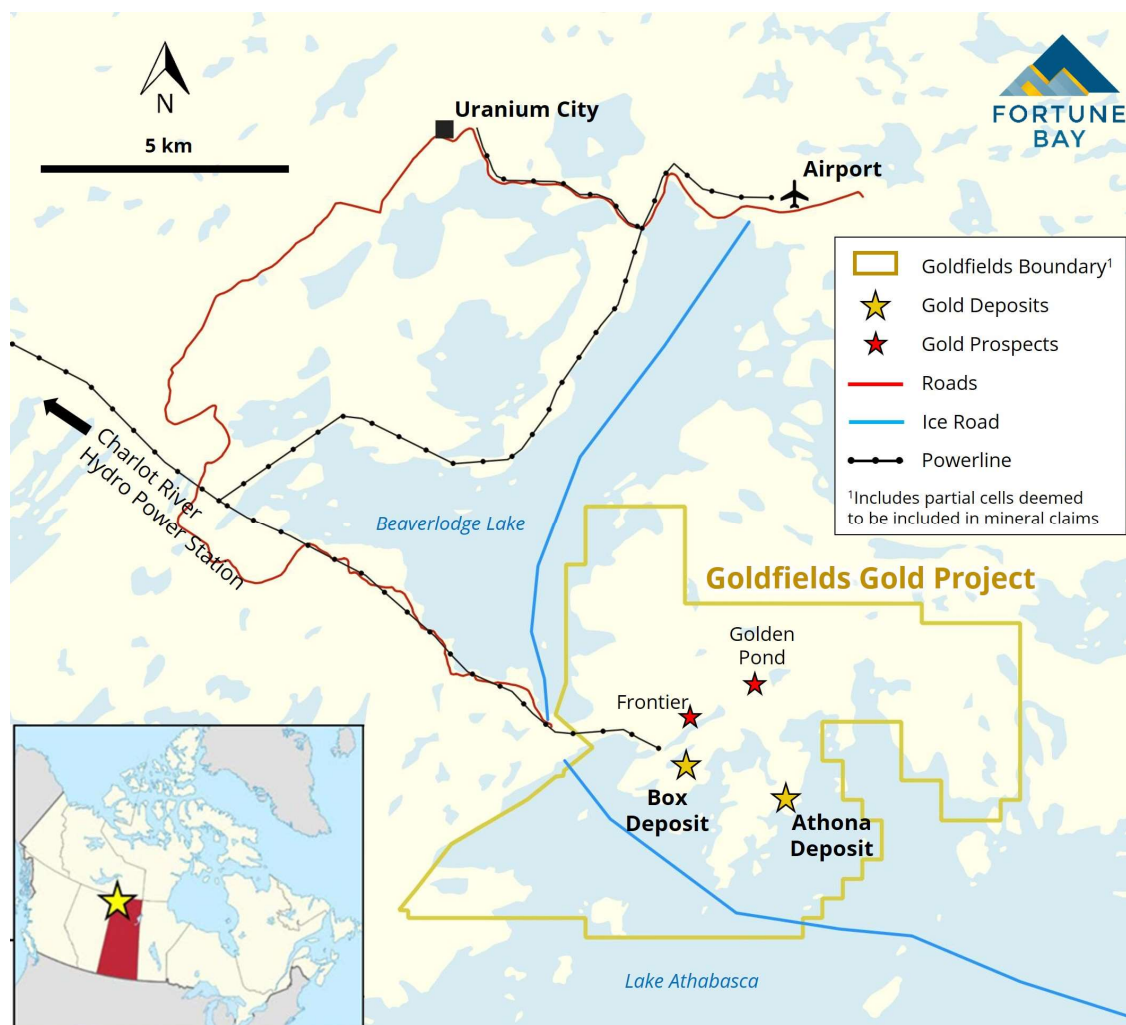 N
5 km
Uranium City
Airport
FORTUNE
BAY
Goldfields Boundary¹
Gold Deposits
Gold Prospects
Roads
Ice Road
Powerline
¹Includes partial cells deemed
to be included in mineral claims
Charlot River
Hydro Power Station
Beaverlodge Lake
Goldfields Gold Project
Golden
Pond
Frontier
Box
Deposit
Athona
Deposit
Lake Athabasca